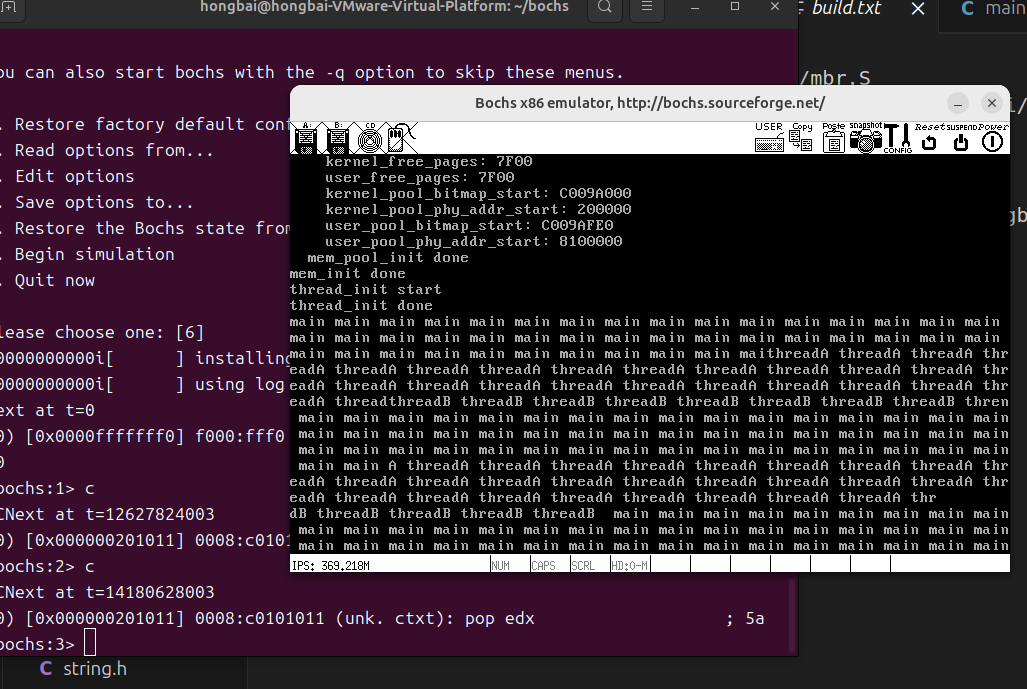 hongbai@hongbai-VMware-Virtual-Platform: ~/bochs
build.txt
main
ou can also start bochs with the -q option to skip these menus.
/mbr.S
. Restore factory default conf
. Read options from...
. Edit options
. Save options to...
. Restore the Bochs state from
. Begin simulation
. Quit now
lease choose one: [6]
0000000000i[      ] installing
0000000000i[      ] using log
ext at t=0
0) [0x0000fffffff0] f000:fff0
0
bochs:1> c
CNext at t=12627824003
0) [0x000000201011] 0008:c0101
bochs:2> c
CNext at t=14180628003
0) [0x000000201011] 0008:c0101011 (unk. ctxt): pop edx ; 5a
bochs:3>
C string.h
Bochs x86 emulator, http://bochs.sourceforge.net/
A: B: CD USER Copy Paste snapshot CONFIG Reset SUSPEND Power
kernel_free_pages: 7F00
user_free_pages: 7F00
kernel_pool_bitmap_start: C009A000
kernel_pool_phy_addr_start: 200000
user_pool_bitmap_start: C009AFE0
user_pool_phy_addr_start: 8100000
mem_pool_init done
mem_init done
thread_init start
thread_init done
main main main main main main main main main main main main main main main main
main main main main main main main main main main main main main main main main
main main main main main main main main main main maithreadA threadA threadA thr
eadA threadA threadA threadA threadA threadA threadA threadA threadA threadA thr
eadA threadA threadA threadA threadA threadA threadA threadA threadA threadA thr
eadA threadthreadB threadB threadB threadB threadB threadB threadB threadB thren
main main main main main main main main main main main main main main main main
main main main main main main main main main main main main main main main main
main main main main main main main main main main main main main main main main
main main A threadA threadA threadA threadA threadA threadA threadA threadA thr
eadA threadA threadA threadA threadA threadA threadA threadA threadA threadA thr
eadA threadA threadA threadA threadA threadA threadA threadA threadA thr
dB threadB threadB threadB threadB  main main main main main main main main main
main main main main main main main main main main main main main main main main
main main main main main main main main main main main main main main main main
IPS: 369.218M NUM CAPS SCRL HD:0-M